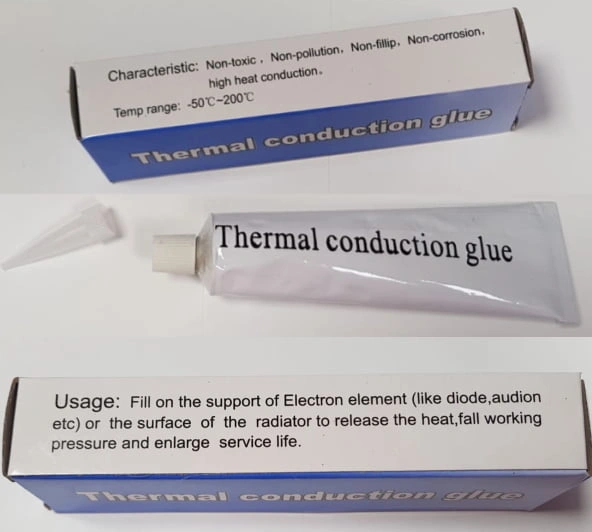 Characteristic: Non-toxic , Non-pollution, Non-fillip, Non-corrosion,
high heat conduction。
Temp range: -50℃~200℃
Thermal conduction glue
Thermal conduction glue
Usage: Fill on the support of Electron element (like diode,audion
etc) or the surface of the radiator to release the heat,fall working
pressure and enlarge service life.
Thermal conduction glue